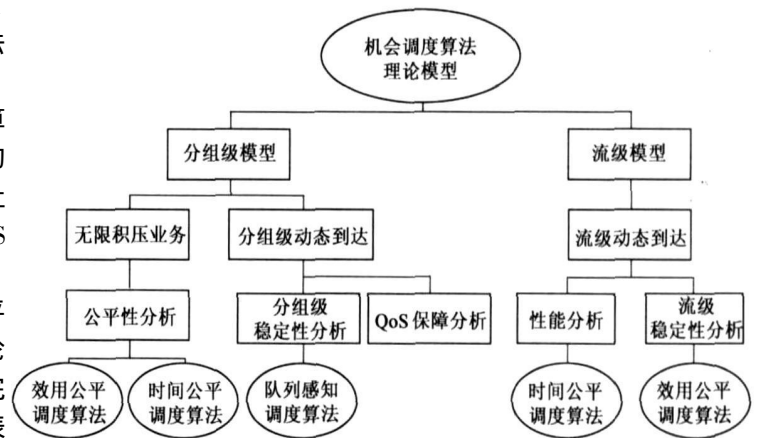 机会调度算法
理论模型
分组级模型
流级模型
无限积压业务
分组级动态到达
流级动态到达
公平性分析
分组级
稳定性分析
QoS 保障分析
性能分析
流级
稳定性分析
效用公平
调度算法
时间公平
调度算法
队列感知
调度算法
时间公平
调度算法
效用公平
调度算法